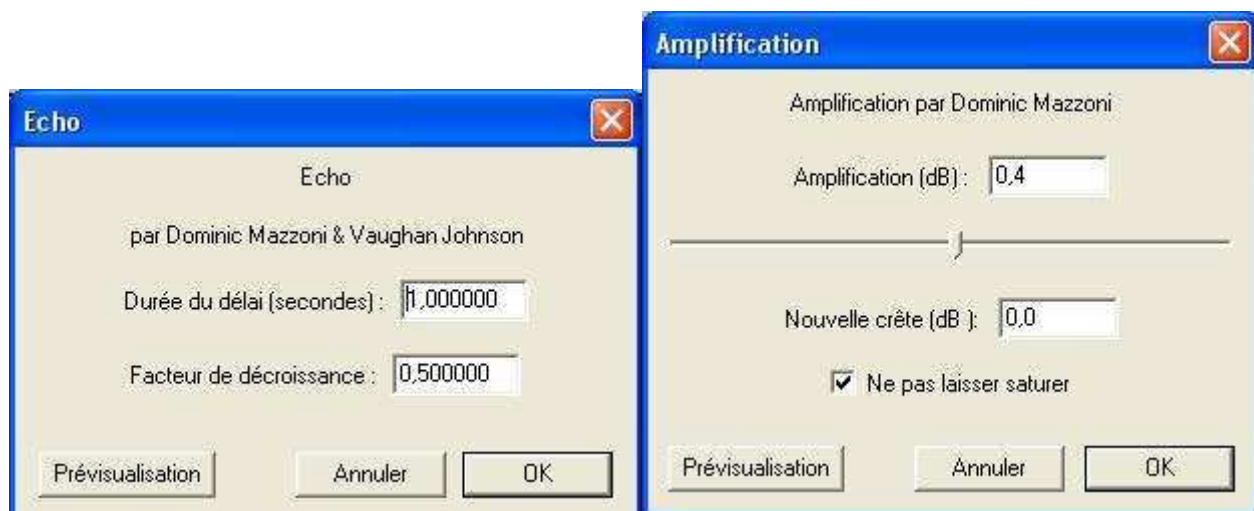 Echo
Echo
par Dominic Mazzoni & Vaughan Johnson
Durée du délai (secondes) : 1,000000
Facteur de décroissance : 0,500000
Prévisualisation Annuler OK
Amplification
Amplification par Dominic Mazzoni
Amplification (dB) : 0,4
Nouvelle crête (dB ): 0,0
Ne pas laisser saturer
Prévisualisation Annuler OK